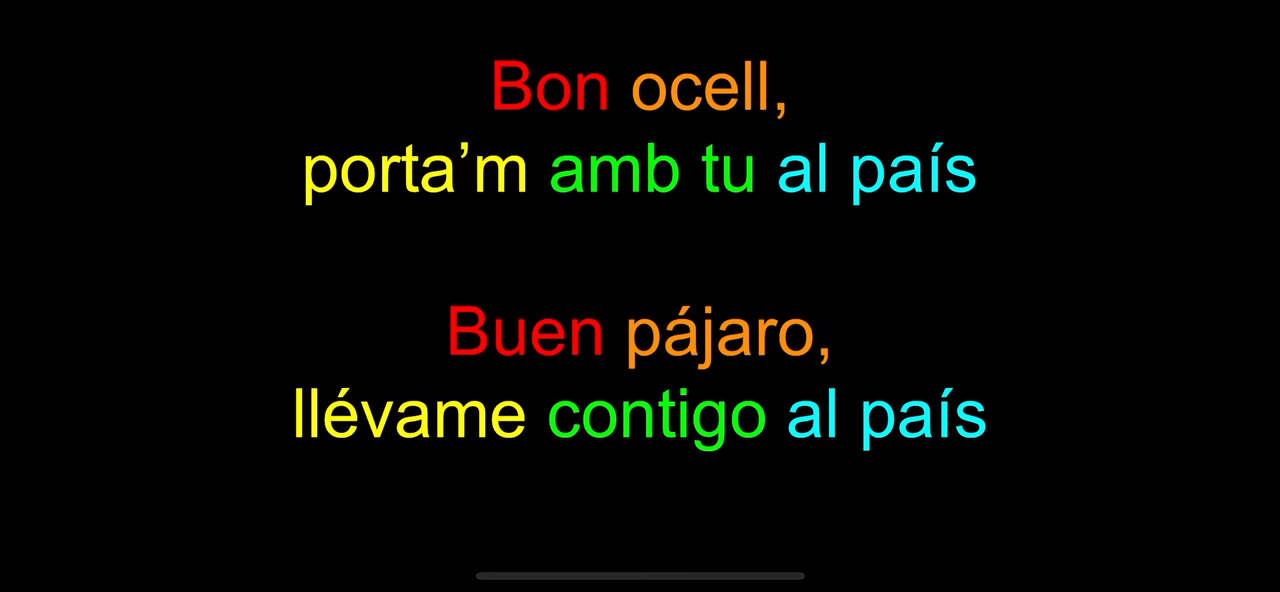 Bon ocell,
porta’m amb tu al país
Buen pájaro,
llévame contigo al país